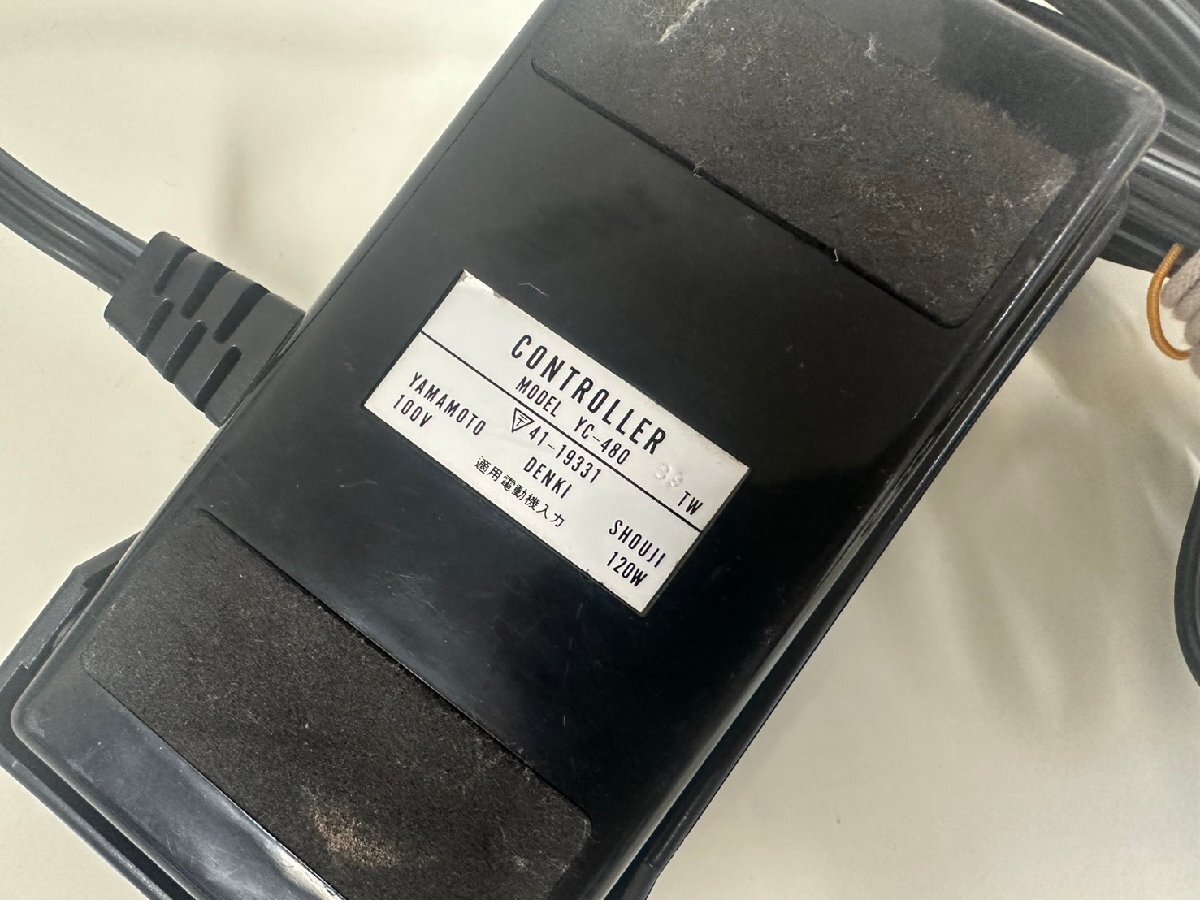 CONTROLLER
MODEL YC-480 TW
〒 41-19331
YAMAMOTO DENKI SHOUJI
100V 適用電動機入力 120W